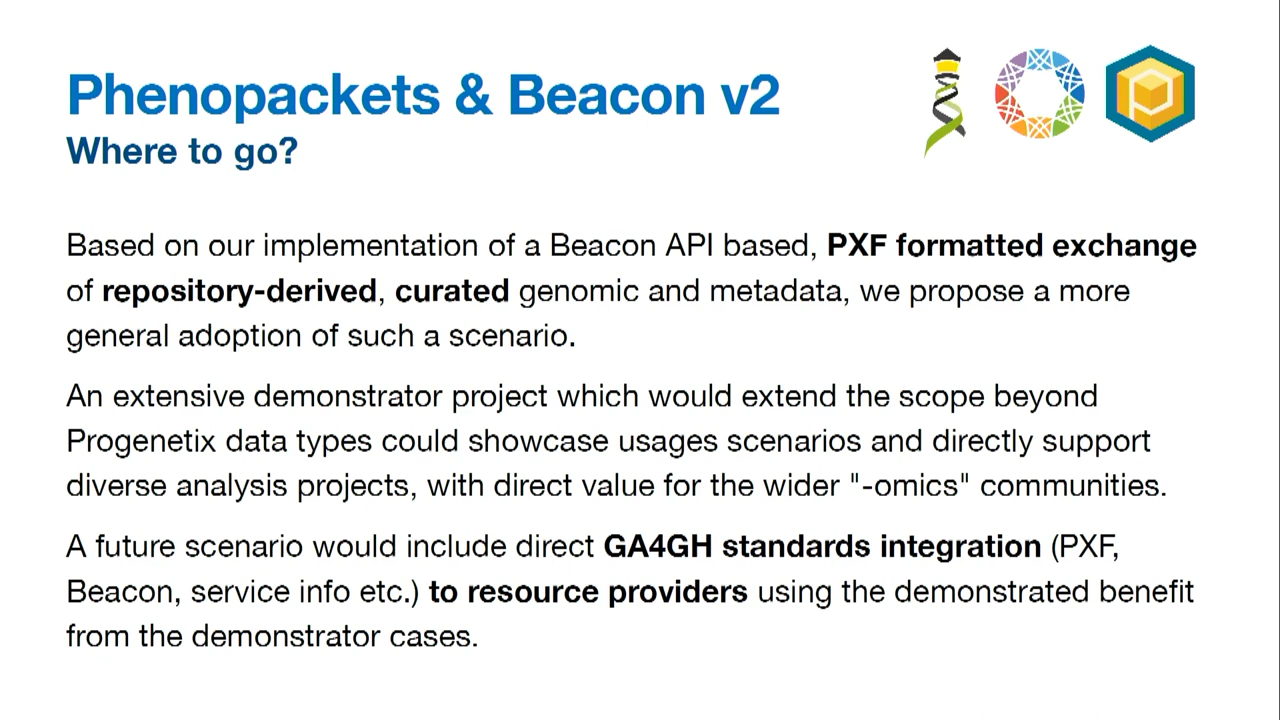 Phenopackets & Beacon v2
Where to go?
Based on our implementation of a Beacon API based, PXF formatted exchange
of repository-derived, curated genomic and metadata, we propose a more
general adoption of such a scenario.
An extensive demonstrator project which would extend the scope beyond
Progenetix data types could showcase usages scenarios and directly support
diverse analysis projects, with direct value for the wider "-omics" communities.
A future scenario would include direct GA4GH standards integration (PXF,
Beacon, service info etc.) to resource providers using the demonstrated benefit
from the demonstrator cases.